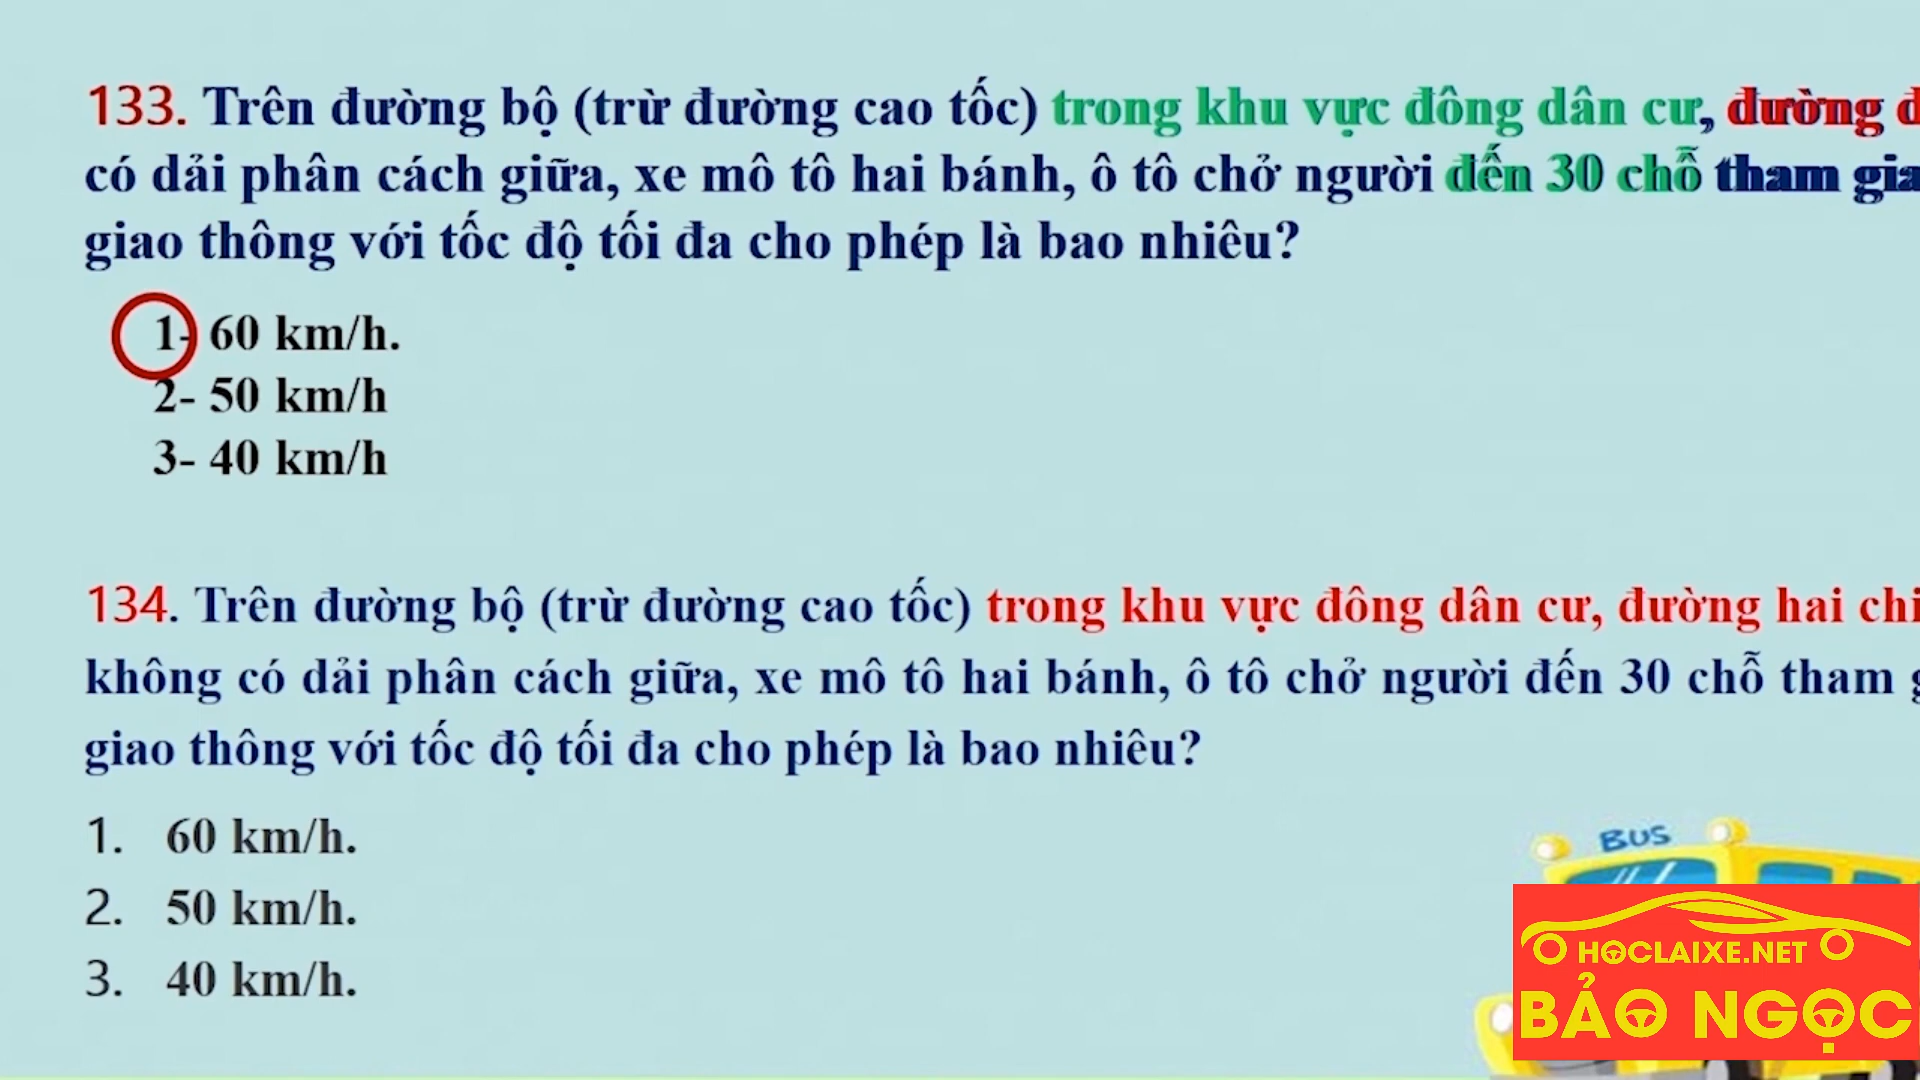 133. Trên đường bộ (trừ đường cao tốc) trong khu vực đông dân cư, đường
có dải phân cách giữa, xe mô tô hai bánh, ô tô chở người đến 30 chỗ tham gia
giao thông với tốc độ tối đa cho phép là bao nhiêu?
1- 60 km/h.
2- 50 km/h
3- 40 km/h
134. Trên đường bộ (trừ đường cao tốc) trong khu vực đông dân cư, đường hai
không có dải phân cách giữa, xe mô tô hai bánh, ô tô chở người đến 30 chỗ tham
giao thông với tốc độ tối đa cho phép là bao nhiêu?
1. 60 km/h.
2. 50 km/h.
3. 40 km/h.
BUS
HOCLAIXE.NET
BẢO NGỌC